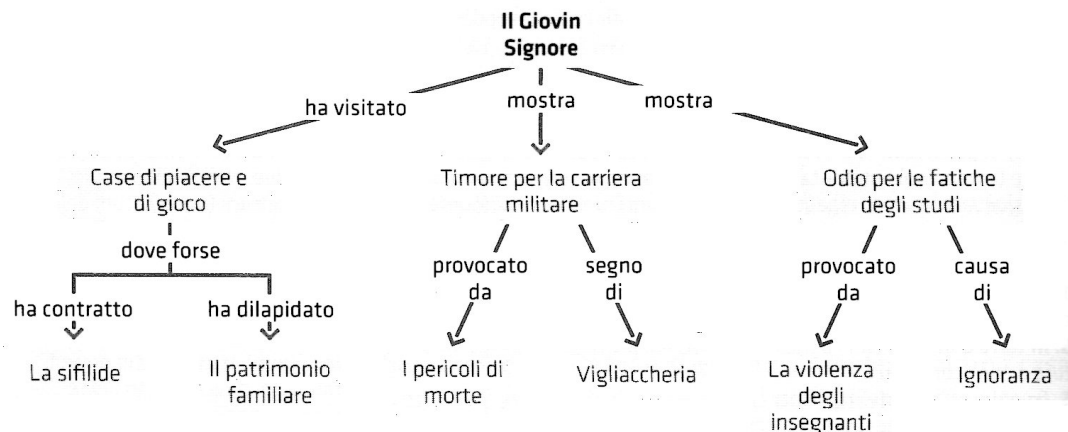 Il Giovin
Signore
ha visitato
mostra
mostra
Case di piacere e
di gioco
Timore per la carriera
militare
Odio per le fatiche
degli studi
dove forse
provocato
da
segno
di
provocato
da
causa
di
ha contratto
ha dilapidato
La sifilide
Il patrimonio
familiare
I pericoli di
morte
Vigliaccheria
La violenza
degli
insegnanti
Ignoranza